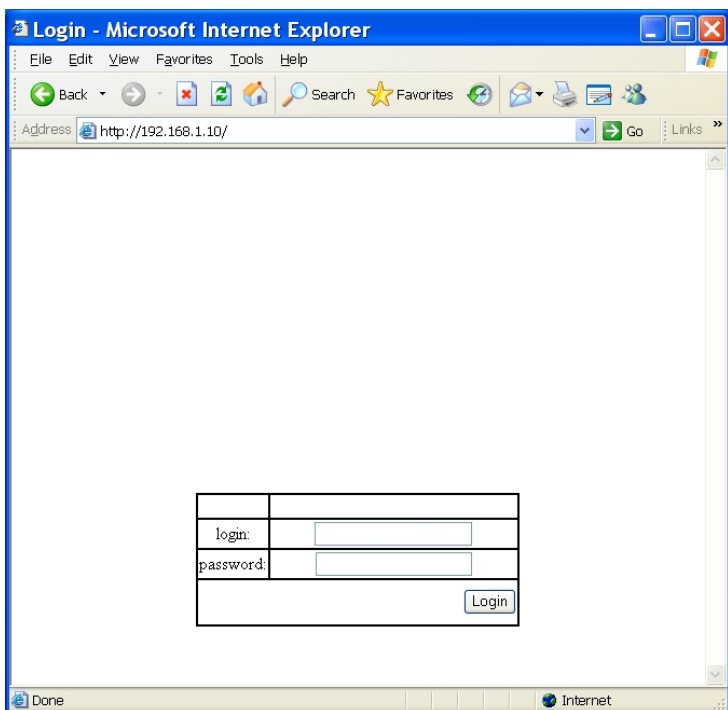 Login - Microsoft Internet Explorer
File Edit View Favorites Tools Help
Back Search Favorites
Address http://192.168.1.10/ Go Links »
login:
password:
Login
Done Internet